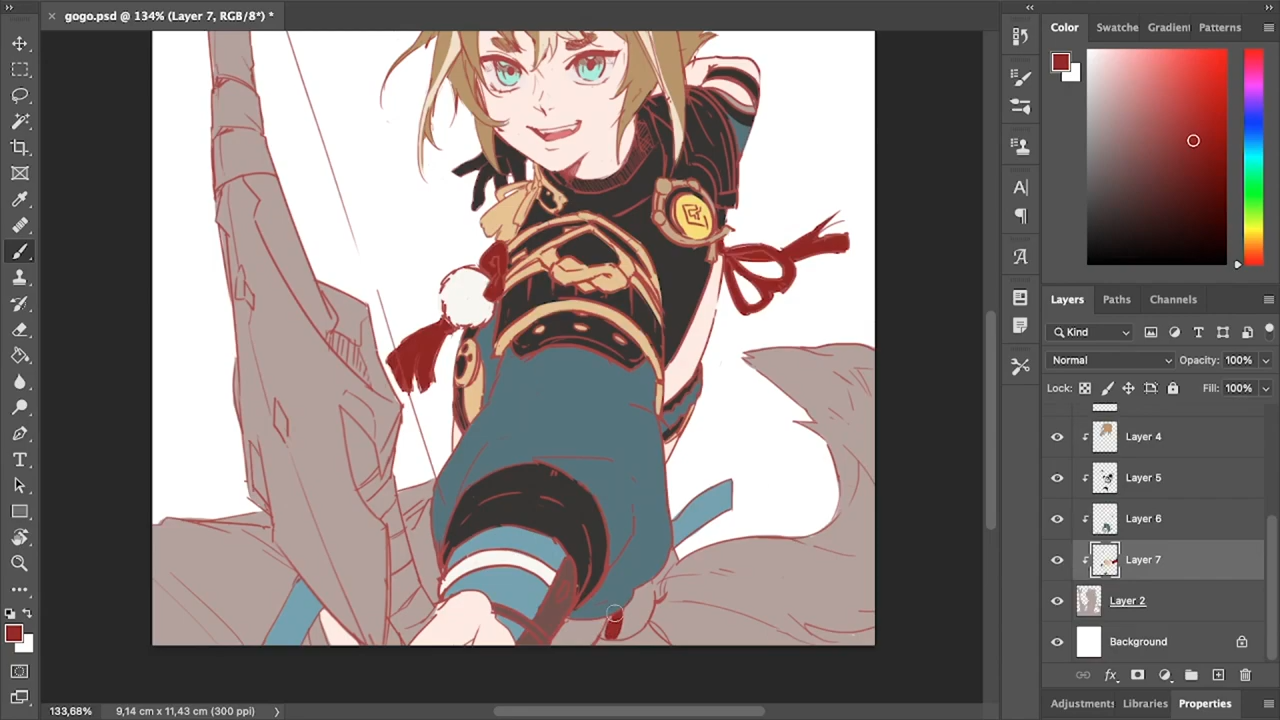 gogo.psd @ 134% (Layer 7, RGB/8*) *
Color
Swatche
Gradien
Patterns
Layers
Paths
Channels
Kind
Normal
Opacity: 100%
Lock:
Fill: 100%
Layer 4
Layer 5
Layer 6
Layer 7
Layer 2
Background
fx
Adjustments
Libraries
Properties
133,68%
9,14 cm x 11,43 cm (300 ppi)